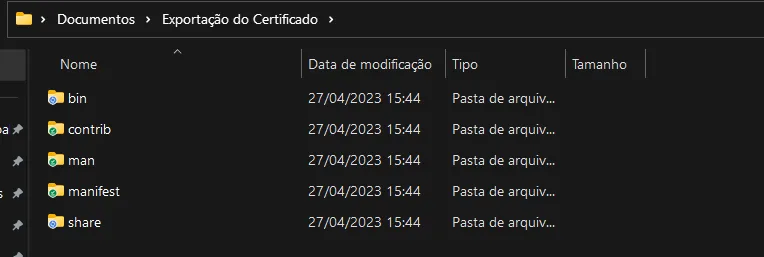 Documentos > Exportação do Certificado >
Nome Data de modificação Tipo Tamanho
bin 27/04/2023 15:44 Pasta de arquiv...
contrib 27/04/2023 15:44 Pasta de arquiv...
man 27/04/2023 15:44 Pasta de arquiv...
manifest 27/04/2023 15:44 Pasta de arquiv...
share 27/04/2023 15:44 Pasta de arquiv...